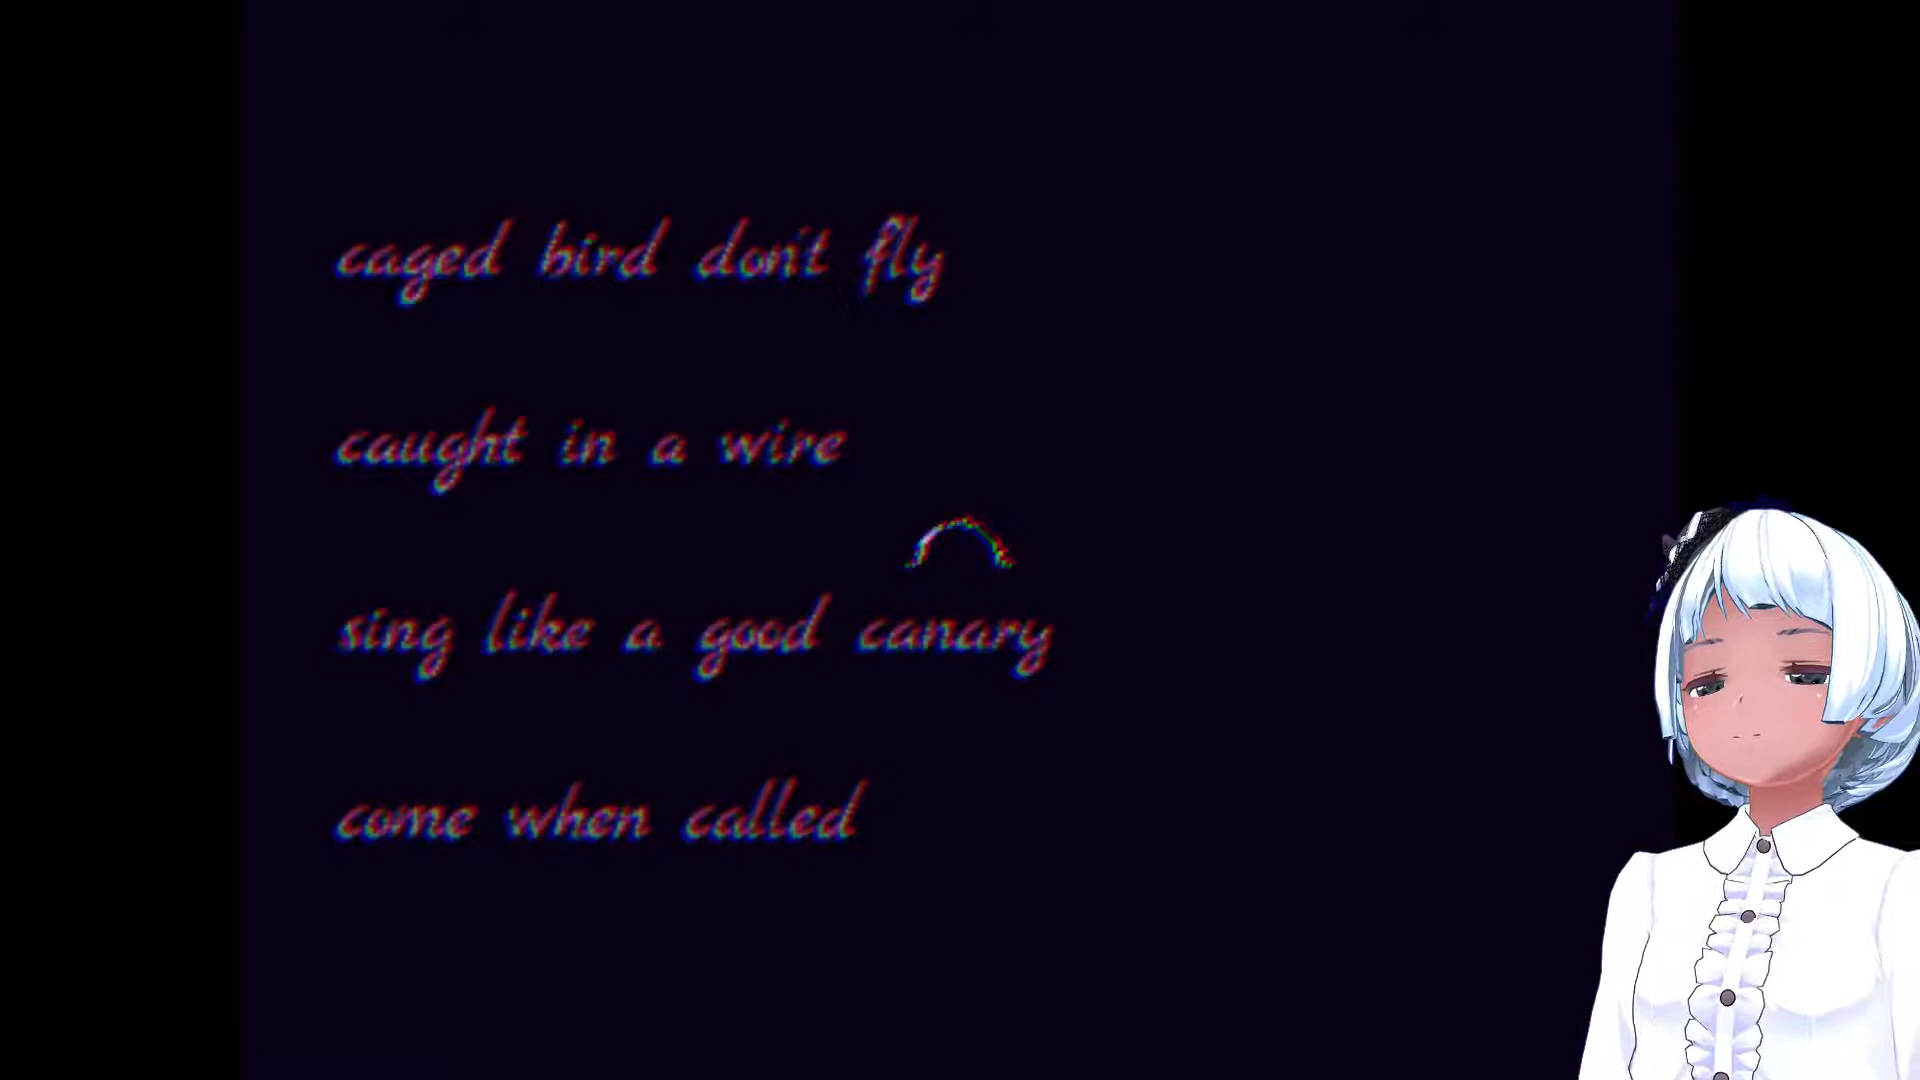 caged bird don't fly
caught in a wire
sing like a good canary
come when called